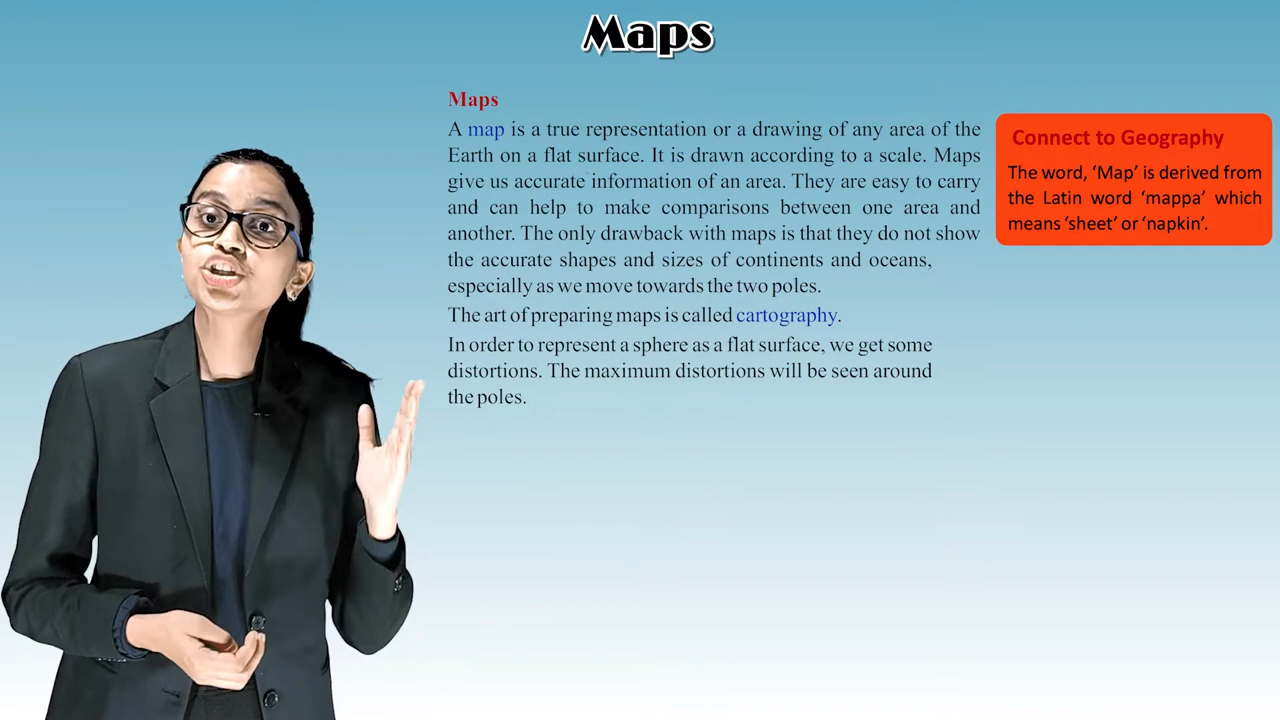 Maps
Maps
A map is a true representation or a drawing of any area of the
Earth on a flat surface. It is drawn according to a scale. Maps
give us accurate information of an area. They are easy to carry
and can help to make comparisons between one area and
another. The only drawback with maps is that they do not show
the accurate shapes and sizes of continents and oceans,
especially as we move towards the two poles.
The art of preparing maps is called cartography.
In order to represent a sphere as a flat surface, we get some
distortions. The maximum distortions will be seen around
the poles.
Connect to Geography
The word, ‘Map’ is derived from
the Latin word ‘mappa’ which
means ‘sheet’ or ‘napkin’.